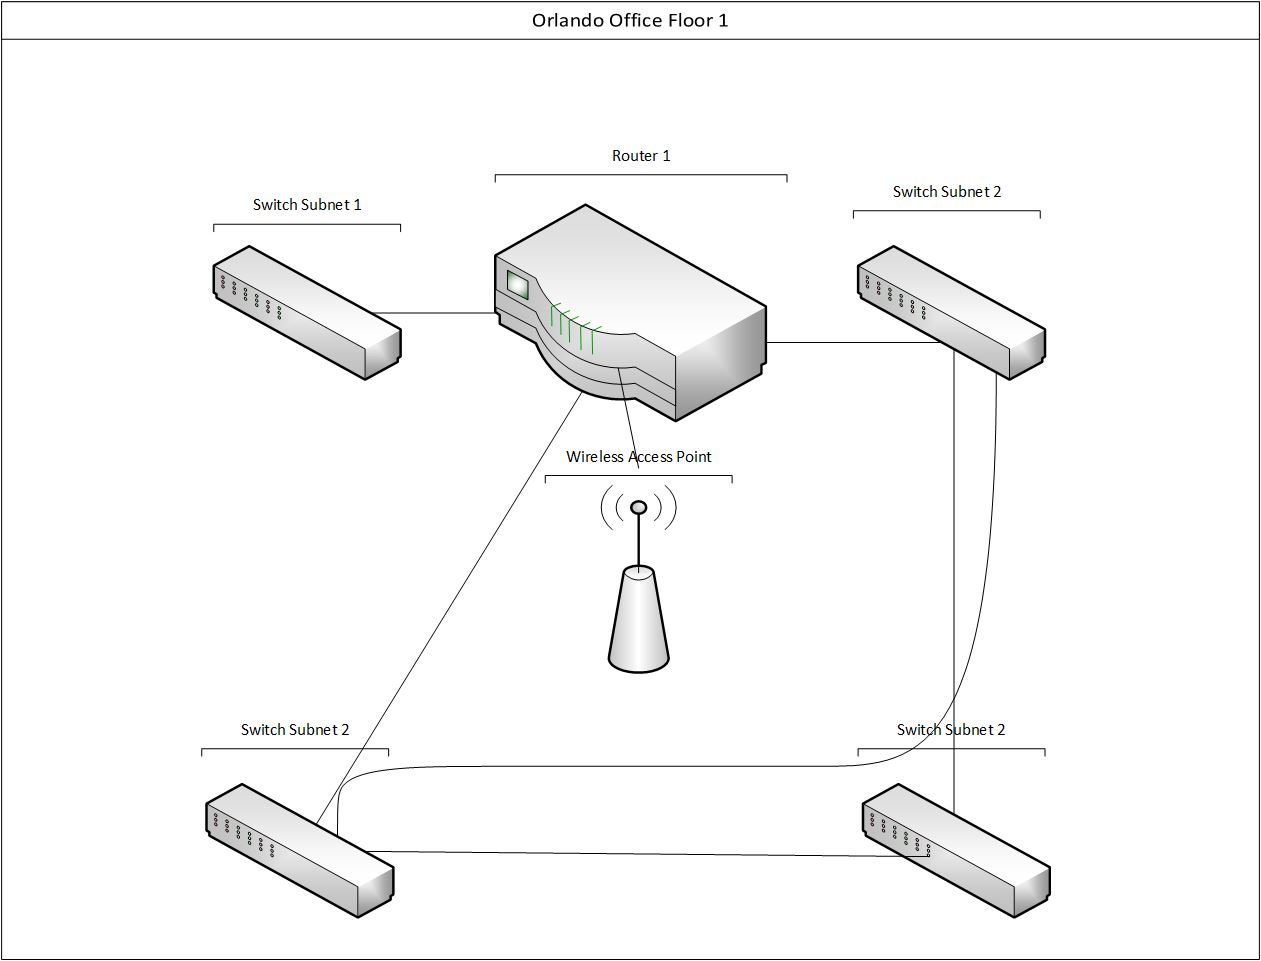 Orlando Office Floor 1
Router 1
Switch Subnet 1
Switch Subnet 2
Wireless Access Point
Switch Subnet 2
Switch Subnet 2